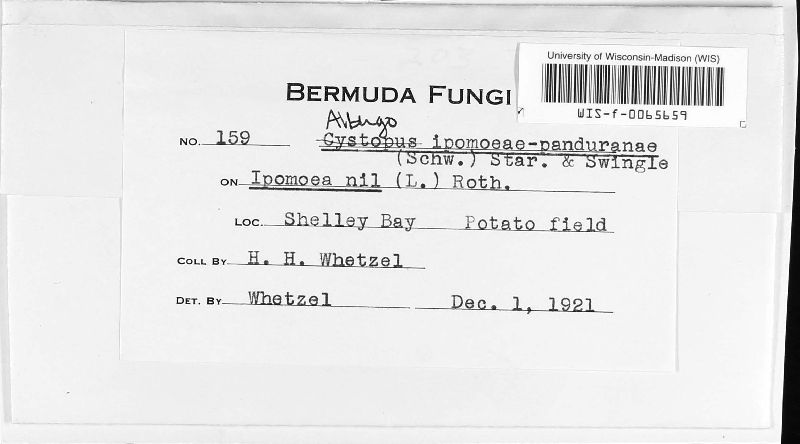 University of Wisconsin-Madison (WIS)
WIS-f-0065659
BERMUDA FUNGI
Albugo
NO. 159 Cystopus ipomoeae-panduranae
(Schw.) Star. & Swingle
ON Ipomoea nil (L.) Roth.
LOC. Shelley Bay Potato field
COLL BY H. H. Whetzel
DET. BY Whetzel Dec. 1, 1921